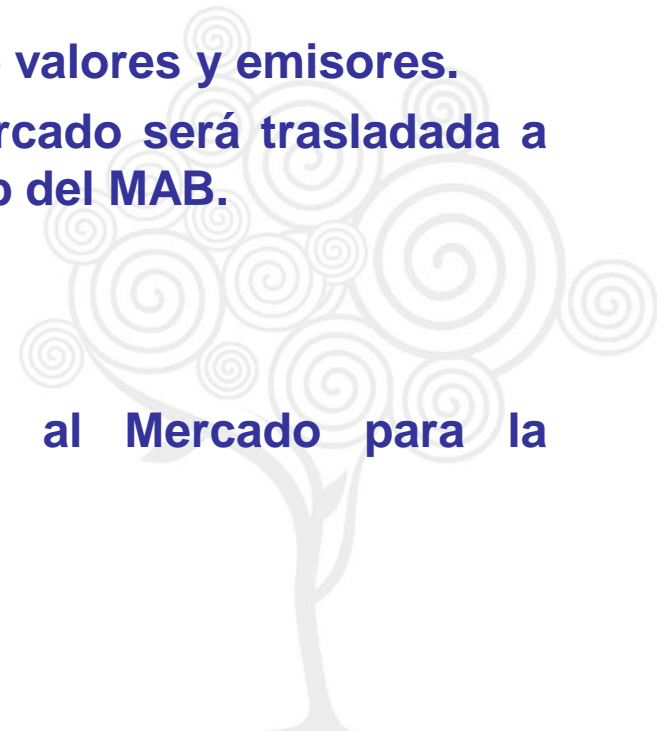 valores y emisores.
rcado será trasladada a
o del MAB.
al Mercado para la